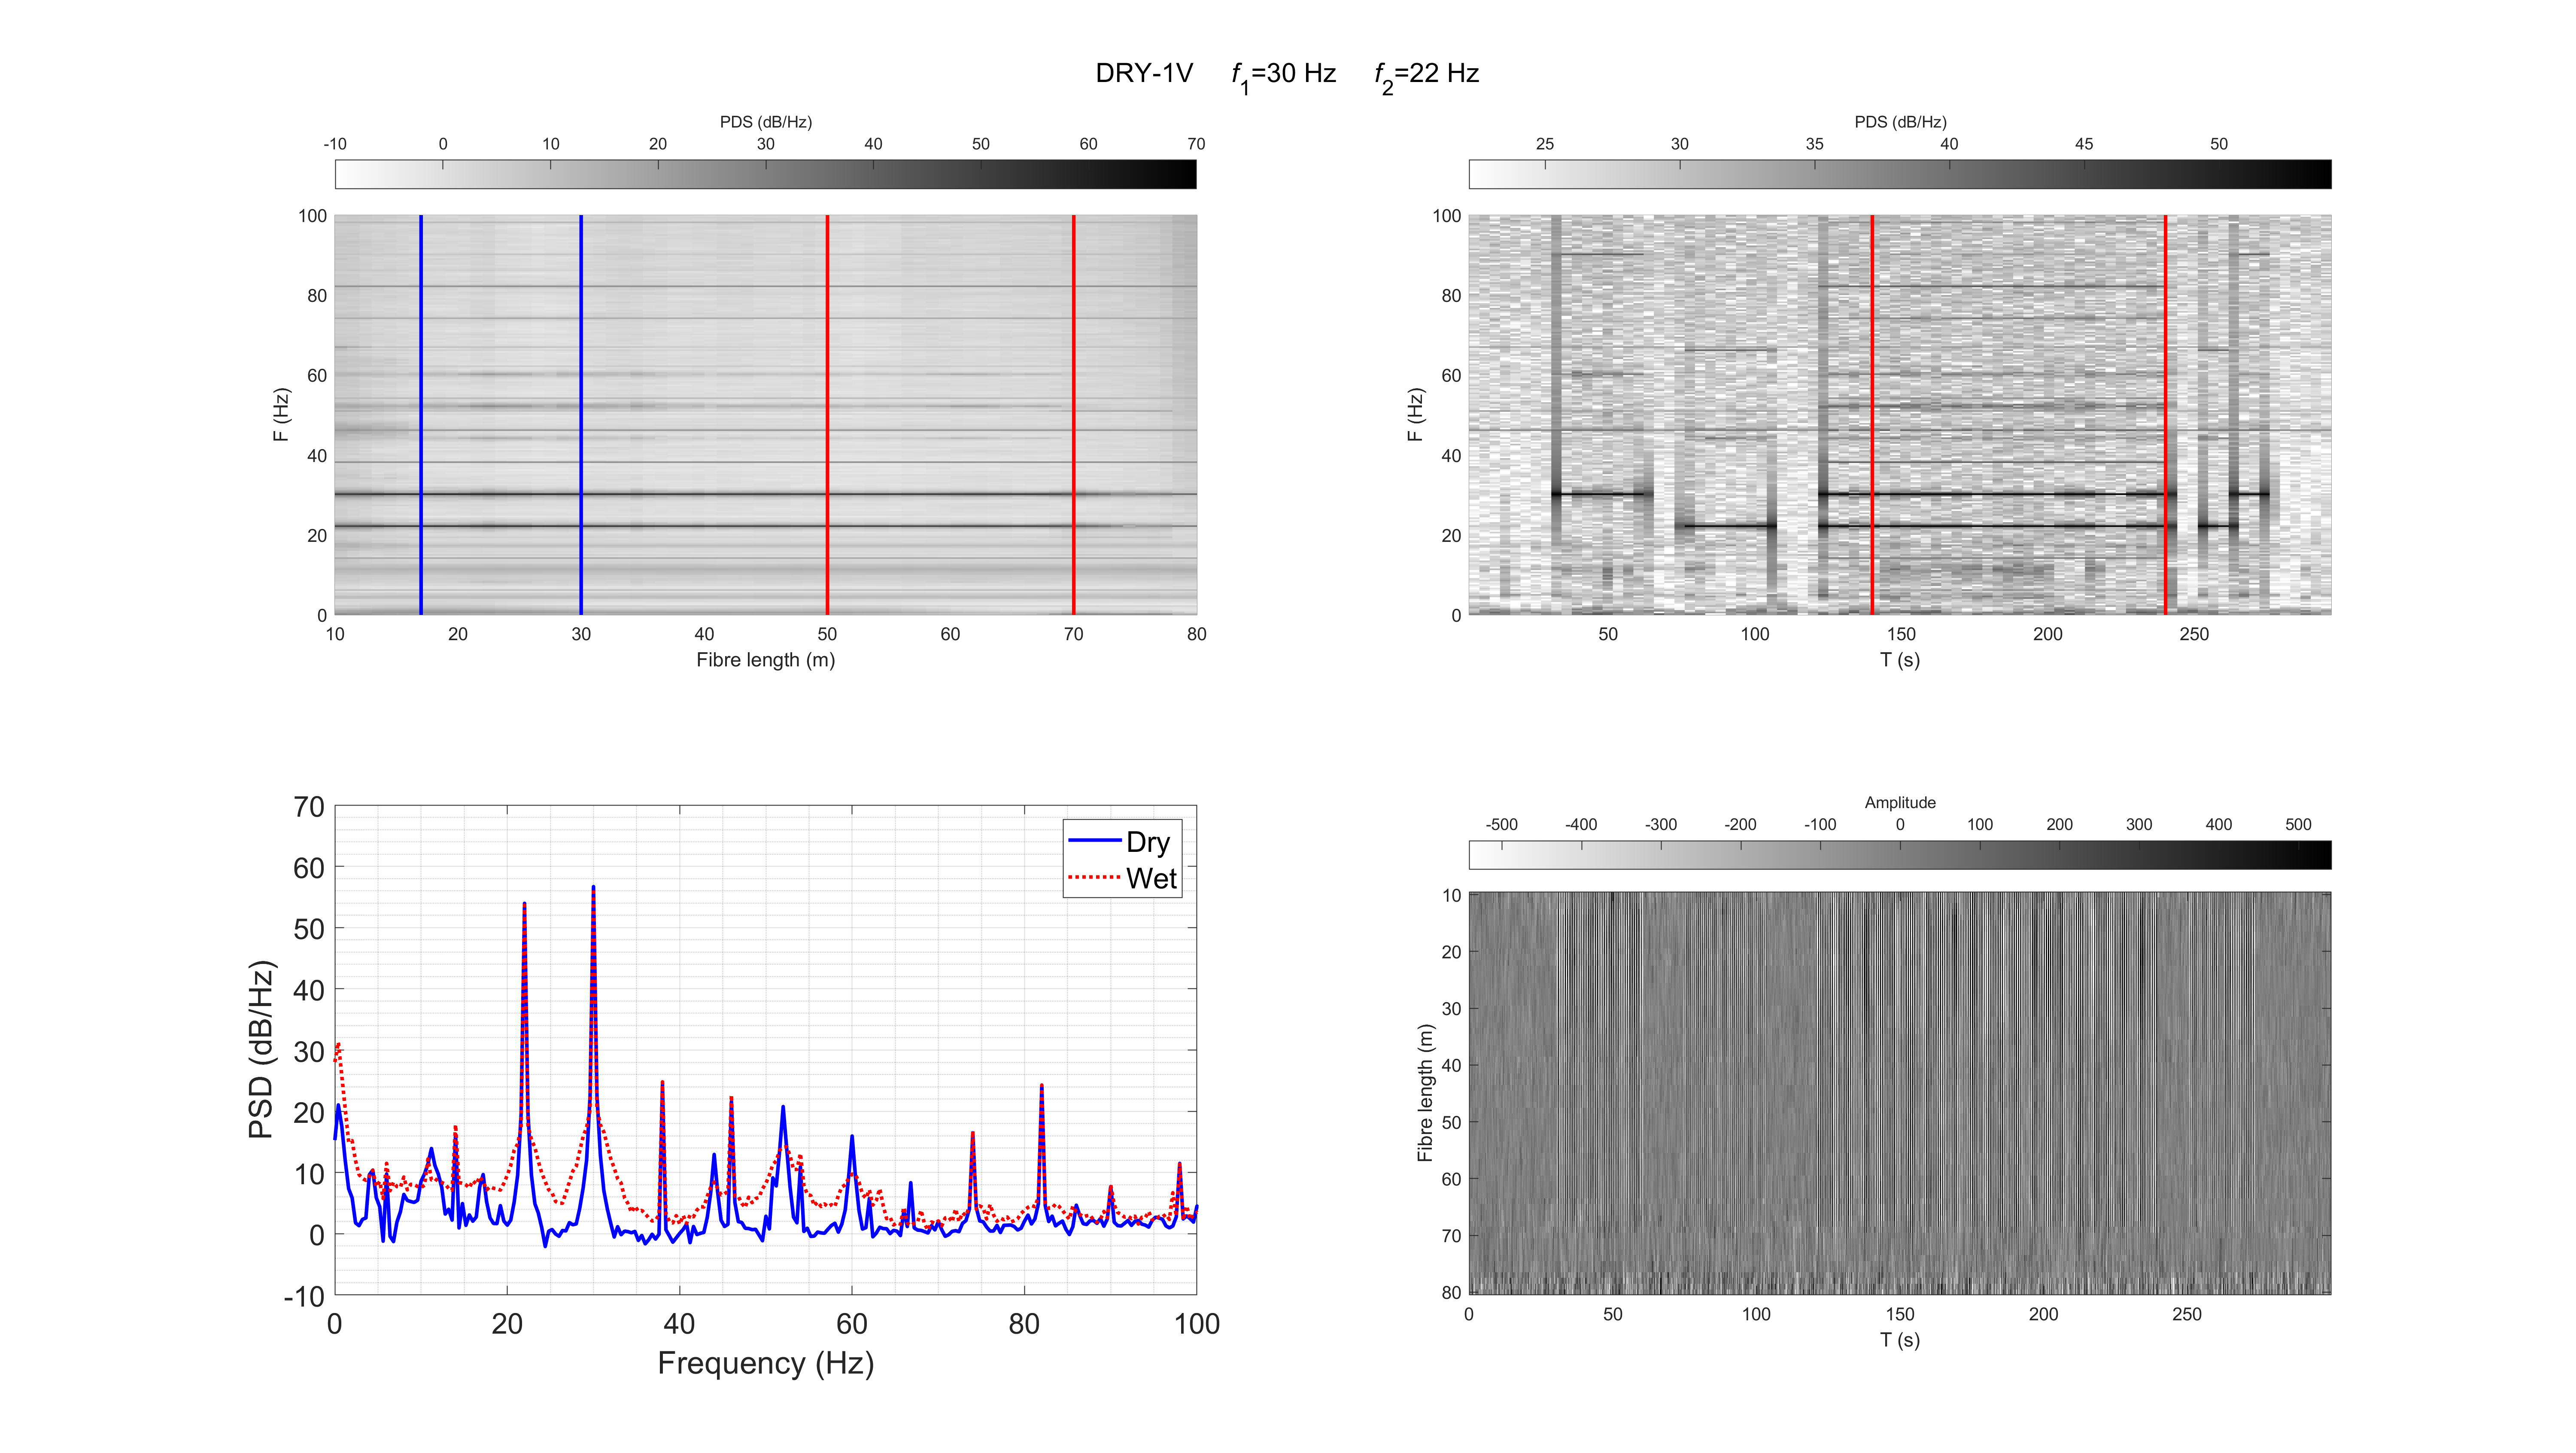 DRY-1V f1=30 Hz f2=22 Hz
PDS (dB/Hz)
-10 0 10 20 30 40 50 60 70
100
80
60
40
20
0
F (Hz)
10 20 30 40 50 60 70 80
Fibre length (m)
PDS (dB/Hz)
25 30 35 40 45 50
100
80
60
40
20
0
F (Hz)
50 100 150 200 250
T (s)
70
60
50
40
30
20
10
0
-10
PSD (dB/Hz)
Dry
Wet
0 20 40 60 80 100
Frequency (Hz)
Amplitude
-500 -400 -300 -200 -100 0 100 200 300 400 500
10
20
30
40
50
60
70
80
Fibre length (m)
0 50 100 150 200 250
T (s)